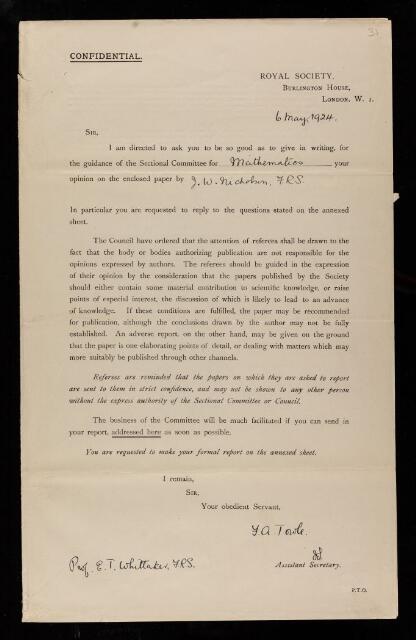 31
CONFIDENTIAL.
ROYAL SOCIETY,
BURLINGTON HOUSE,
LONDON, W. 1.
6 May, 1924.
SIR,
I am directed to ask you to be so good as to give in writing, for
the guidance of the Sectional Committee for Mathematics your
opinion on the enclosed paper by J. W. Nicholson, F.R.S.
In particular you are requested to reply to the questions stated on the annexed
sheet.
The Council have ordered that the attention of referees shall be drawn to the
fact that the body or bodies authorizing publication are not responsible for the
opinions expressed by authors. The referees should be guided in the expression
of their opinion by the consideration that the papers published by the Society
should either contain some material contribution to scientific knowledge, or raise
points of especial interest, the discussion of which is likely to lead to an advance
of knowledge. If these conditions are fulfilled, the paper may be recommended
for publication, although the conclusions drawn by the author may not be fully
established. An adverse report, on the other hand, may be given on the ground
that the paper is one elaborating points of detail, or dealing with matters which may
more suitably be published through other channels.
Referees are reminded that the papers on which they are asked to report
are sent to them in strict confidence, and may not be shown to any other person
without the express authority of the Sectional Committee or Council.
The business of the Committee will be much facilitated if you can send in
your report, addressed here as soon as possible.
You are requested to make your formal report on the annexed sheet.
I remain,
SIR,
Your obedient Servant,
F A Towle.
Assistant Secretary.
Prof. E. T. Whittaker, F.R.S.
P.T.O.